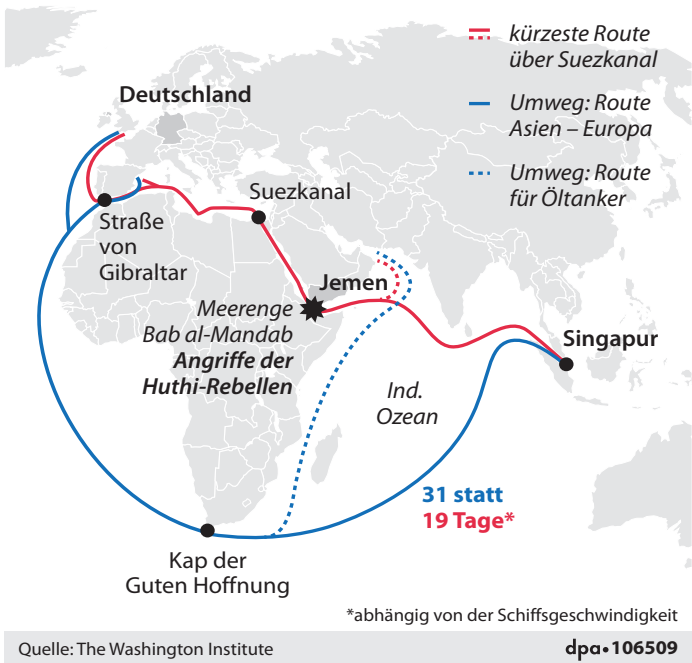 kürzeste Route
über Suezkanal
Deutschland
Umweg: Route
Asien – Europa
Umweg: Route
für Öltanker
Suezkanal
Straße
von
Gibraltar
Jemen
Meerenge
Bab al-Mandab
Angriffe der
Huthi-Rebellen
Singapur
Ind.
Ozean
31 statt
19 Tage*
Kap der
Guten Hoffnung
*abhängig von der Schiffsgeschwindigkeit
Quelle: The Washington Institute
dpa•106509